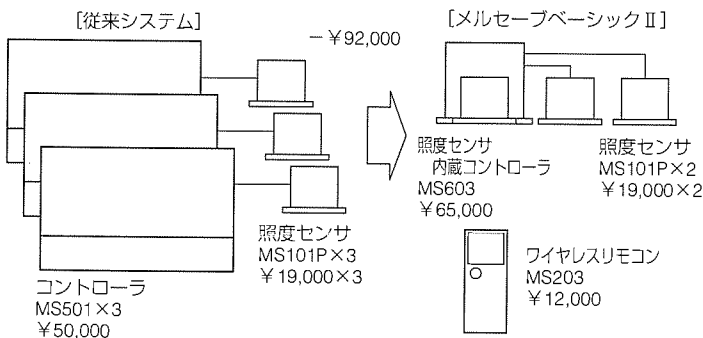 [従来システム]
－￥92,000
照度センサ
MS101P×3
￥19,000×3
コントローラ
MS501×3
￥50,000
[メルセーブベーシックⅡ]
照度センサ
内蔵コントローラ
MS603
￥65,000
照度センサ
MS101P×2
￥19,000×2
ワイヤレスリモコン
MS203
￥12,000